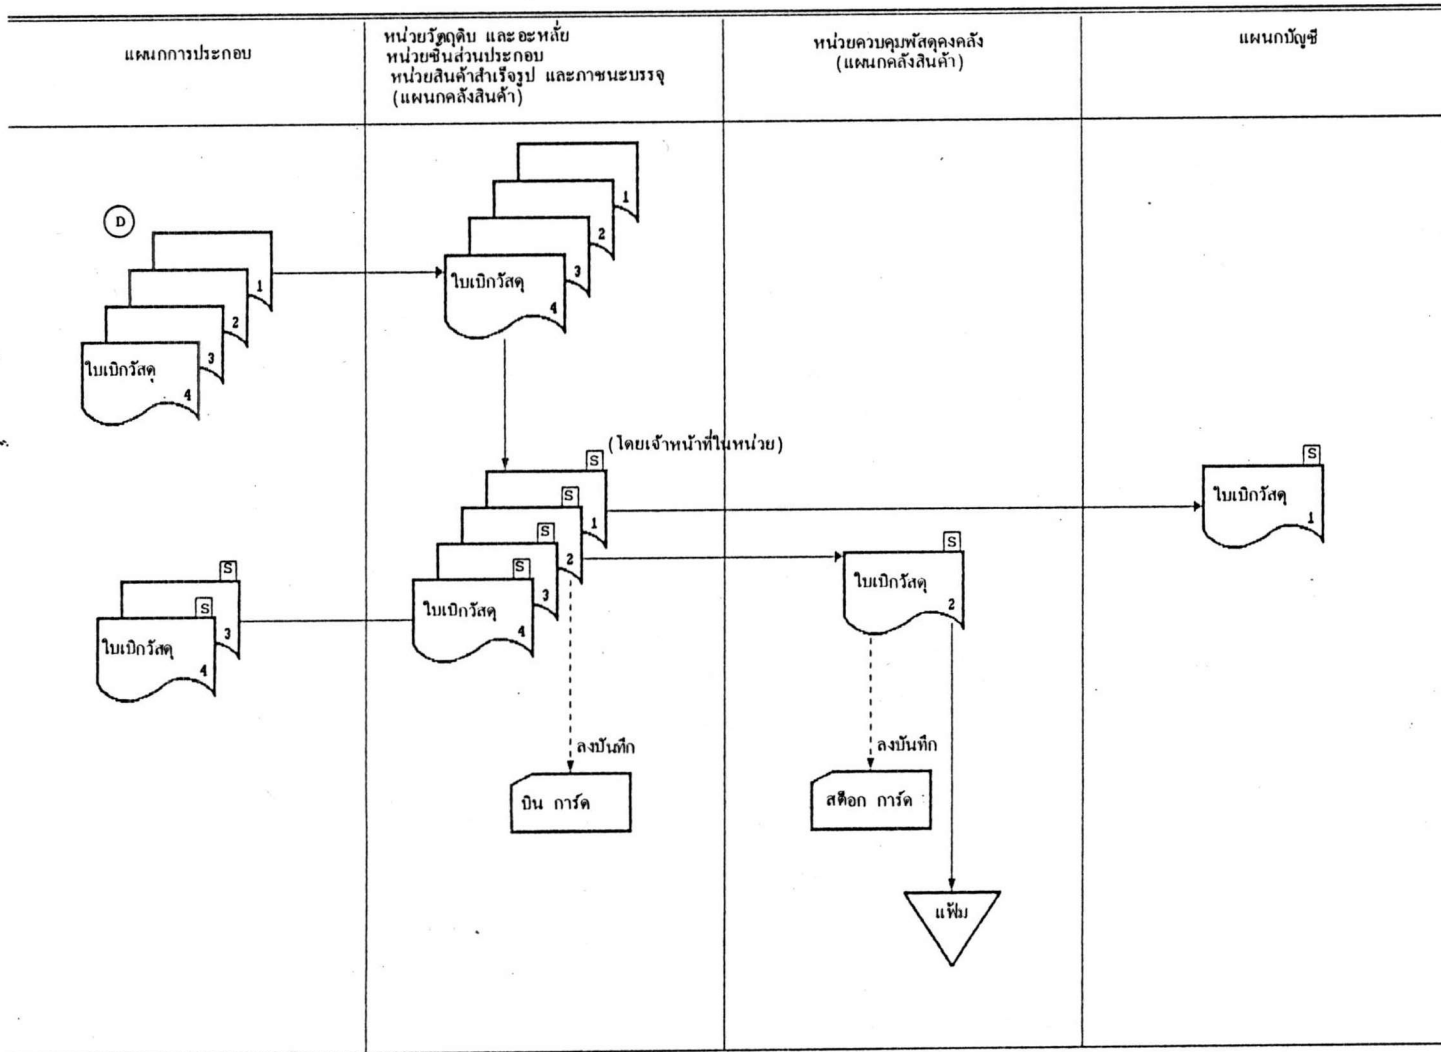 แผนกการประกอบ
หน่วยวัตถุดิบ และอะหลั่ย
หน่วยชิ้นส่วนประกอบ
หน่วยสินค้าสำเร็จรูป และภาชนะบรรจุ
(แผนกคลังสินค้า)
หน่วยควบคุมพัสดุคงคลัง
(แผนกคลังสินค้า)
แผนกบัญชี
D
1
2
3
ใบเบิกวัสดุ
4
1
2
3
ใบเบิกวัสดุ
4
(โดยเจ้าหน้าที่ในหน่วย)
S
1
S
2
S
3
S
ใบเบิกวัสดุ
4
S
ใบเบิกวัสดุ
1
S
ใบเบิกวัสดุ
2
S
3
S
ใบเบิกวัสดุ
4
ลงบันทึก
บิน การ์ด
ลงบันทึก
สต็อก การ์ด
แฟ้ม